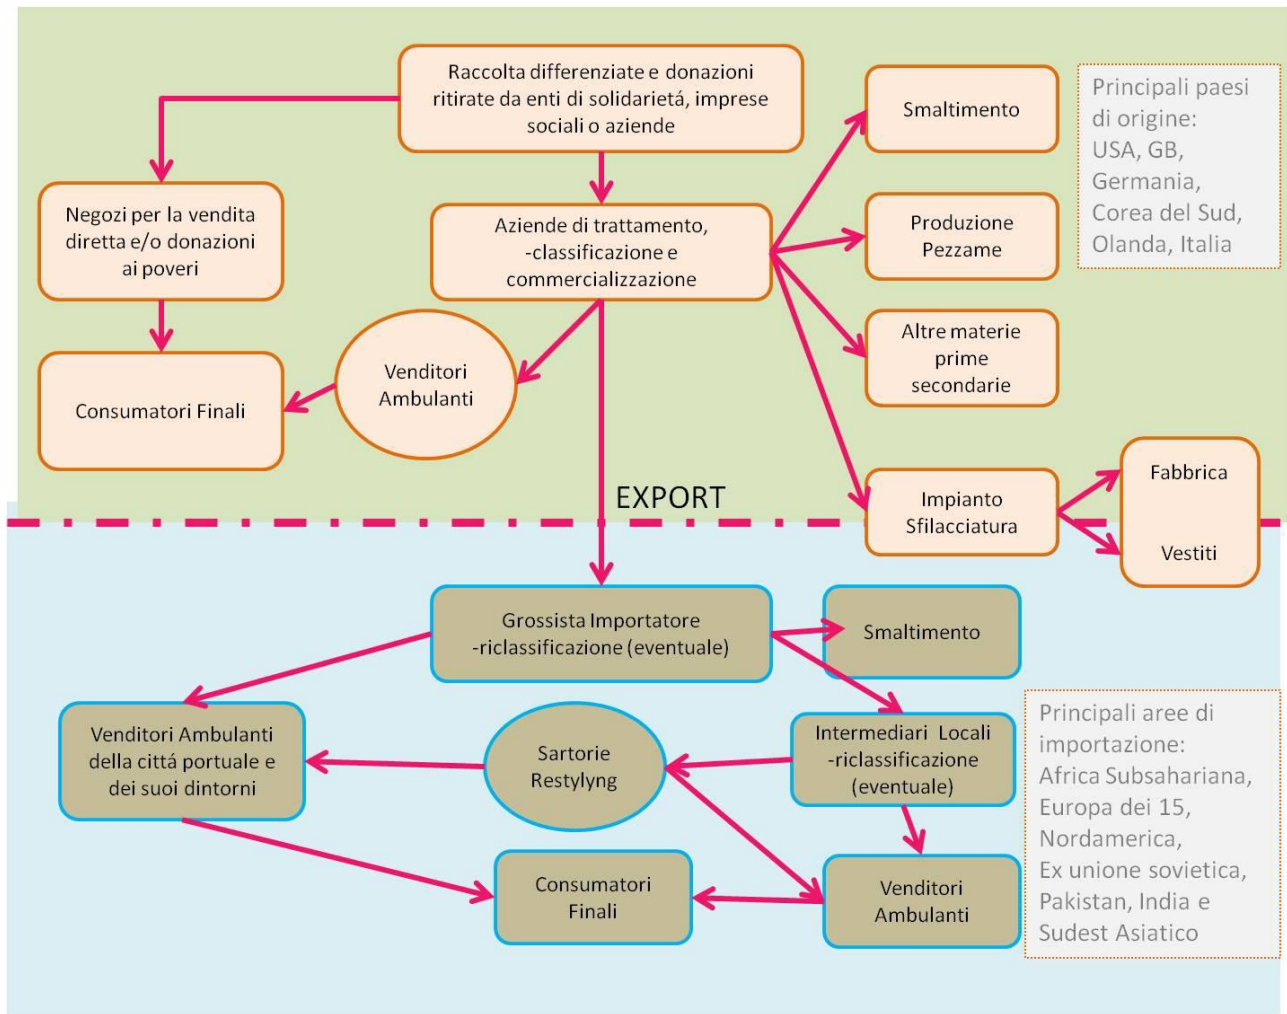 Raccolta differenziate e donazioni
ritirate da enti di solidarietá, imprese
sociali o aziende
Smaltimento
Principali paesi
di origine:
USA, GB,
Germania,
Corea del Sud,
Olanda, Italia
Negozi per la vendita
diretta e/o donazioni
ai poveri
Aziende di trattamento,
-classificazione e
commercializzazione
Produzione
Pezzame
Altre materie
prime
secondarie
Venditori
Ambulanti
Consumatori Finali
EXPORT
Impianto
Sfilacciatura
Fabbrica
Vestiti
Grossista Importatore
-riclassificazione (eventuale)
Smaltimento
Venditori Ambulanti
della cittá portuale e
dei suoi dintorni
Sartorie
Restylyng
Intermediari Locali
-riclassificazione
(eventuale)
Principali aree di
importazione:
Africa Subsahariana,
Europa dei 15,
Nordamerica,
Ex unione sovietica,
Pakistan, India e
Sudest Asiatico
Consumatori
Finali
Venditori
Ambulanti